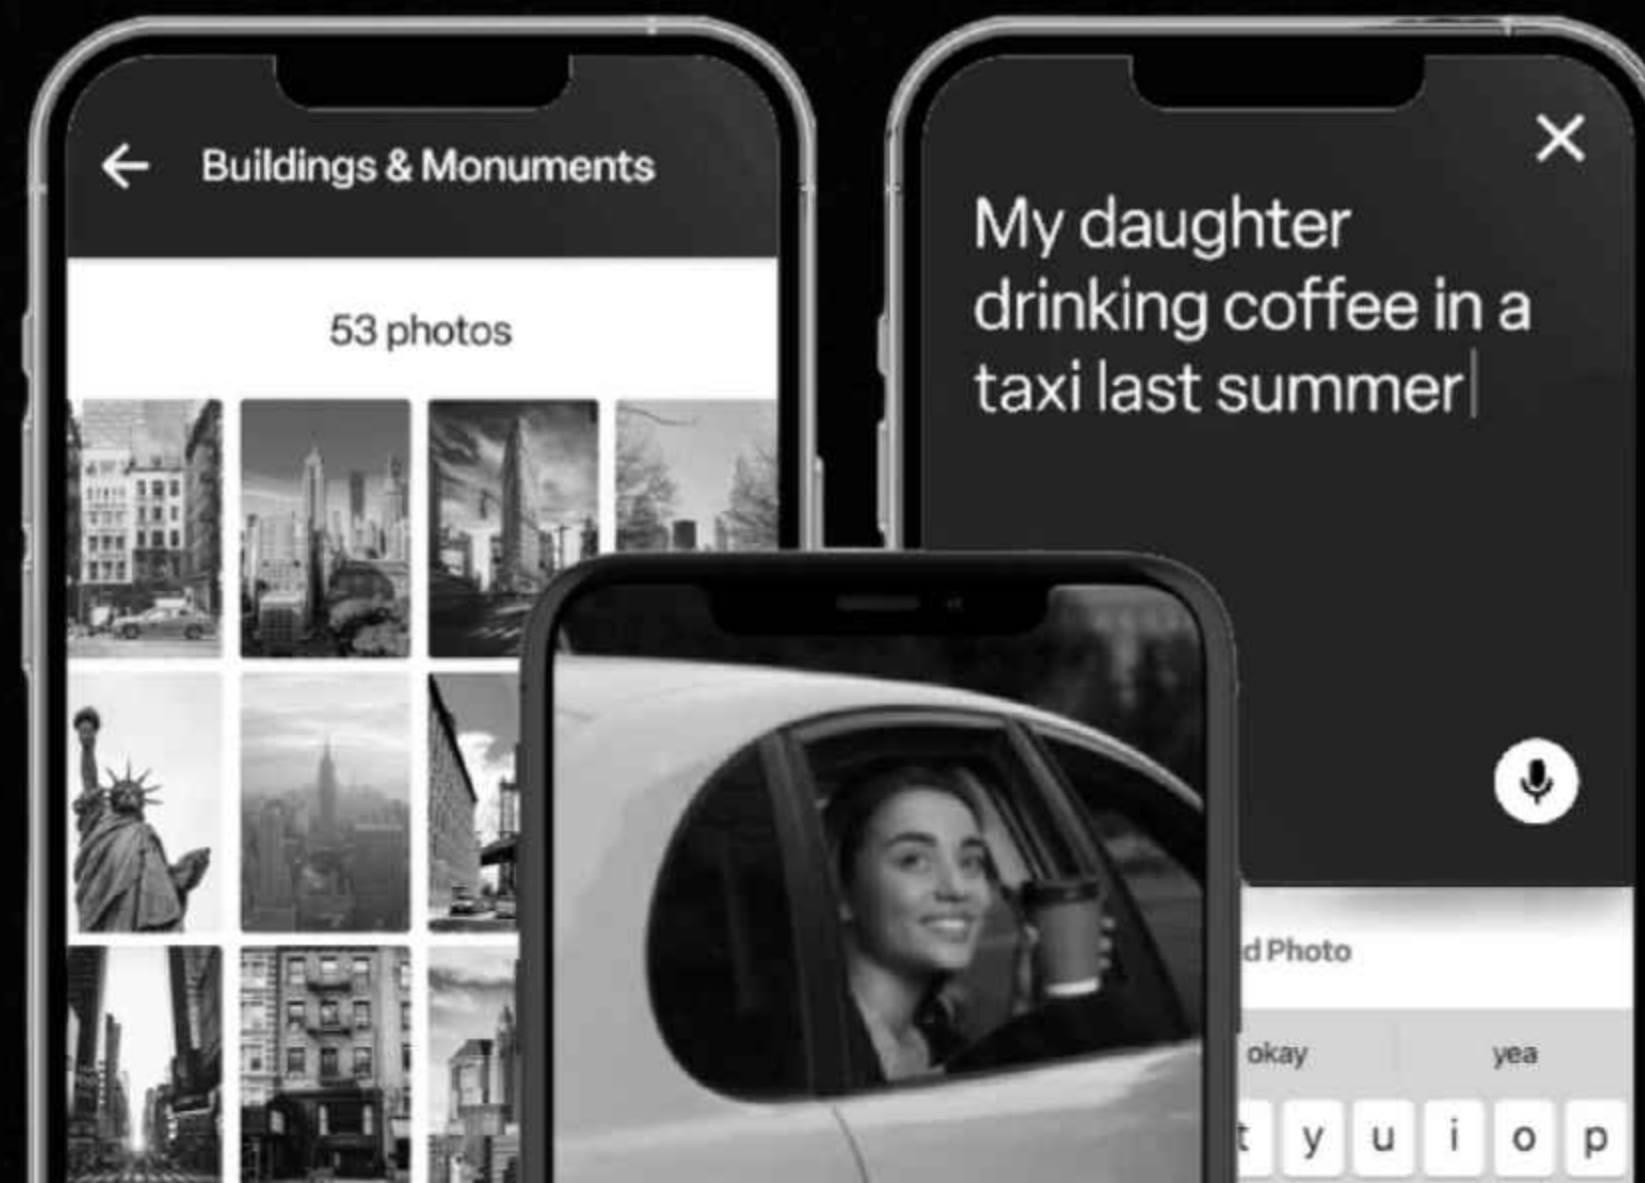 Buildings & Monuments
53 photos
My daughter
drinking coffee in a
taxi last summer
d Photo
okay yea
t y u i o p